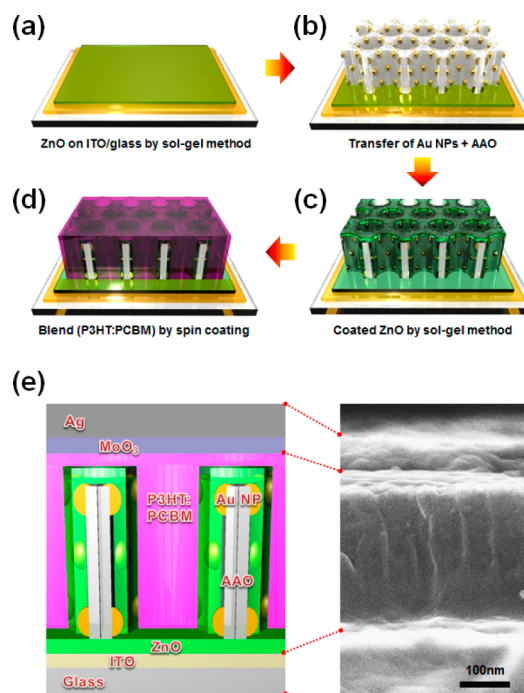 (a)
ZnO on ITO/glass by sol-gel method
(b)
Transfer of Au NPs + AAO
(d)
Blend (P3HT:PCBM) by spin coating
(c)
Coated ZnO by sol-gel method
(e)
Ag
MoO₃
P3HT:
PCBM
Au NP
AAO
ZnO
ITO
Glass
100nm